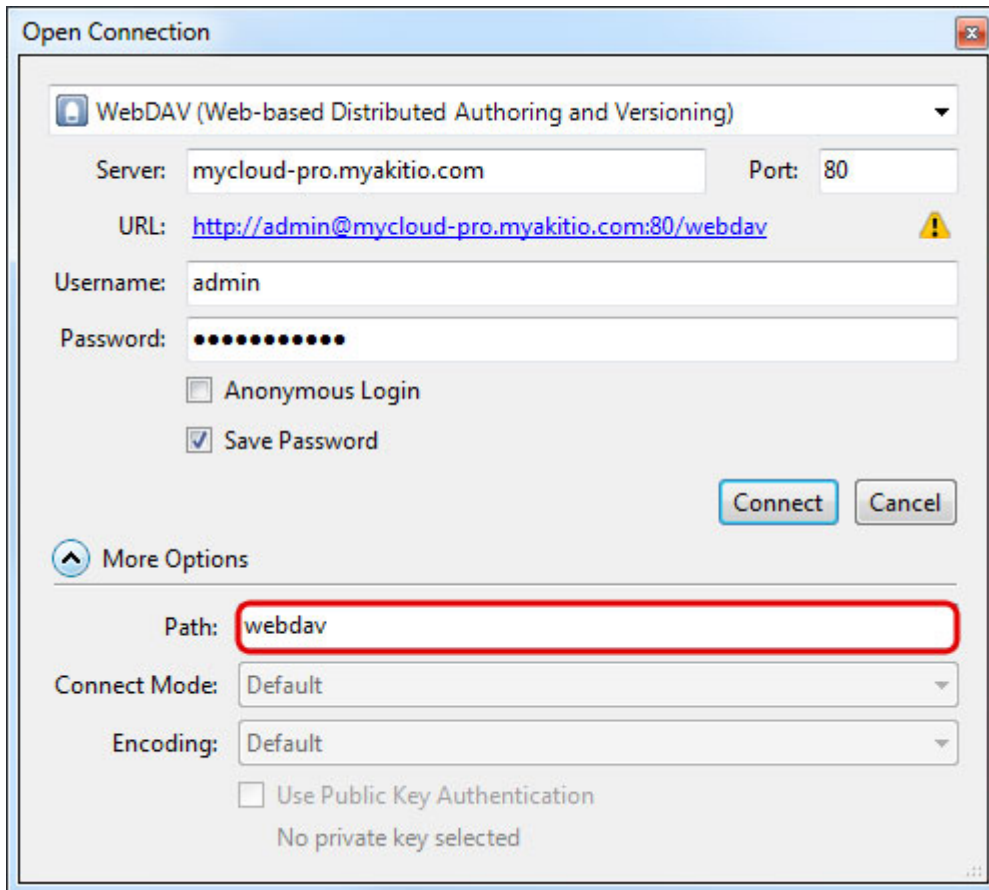 Open Connection
WebDAV (Web-based Distributed Authoring and Versioning)
Server: mycloud-pro.myakitio.com Port: 80
URL: http://admin@mycloud-pro.myakitio.com:80/webdav
Username: admin
Password: •••••••••••
Anonymous Login
Save Password
Connect Cancel
More Options
Path: webdav
Connect Mode: Default
Encoding: Default
Use Public Key Authentication
No private key selected